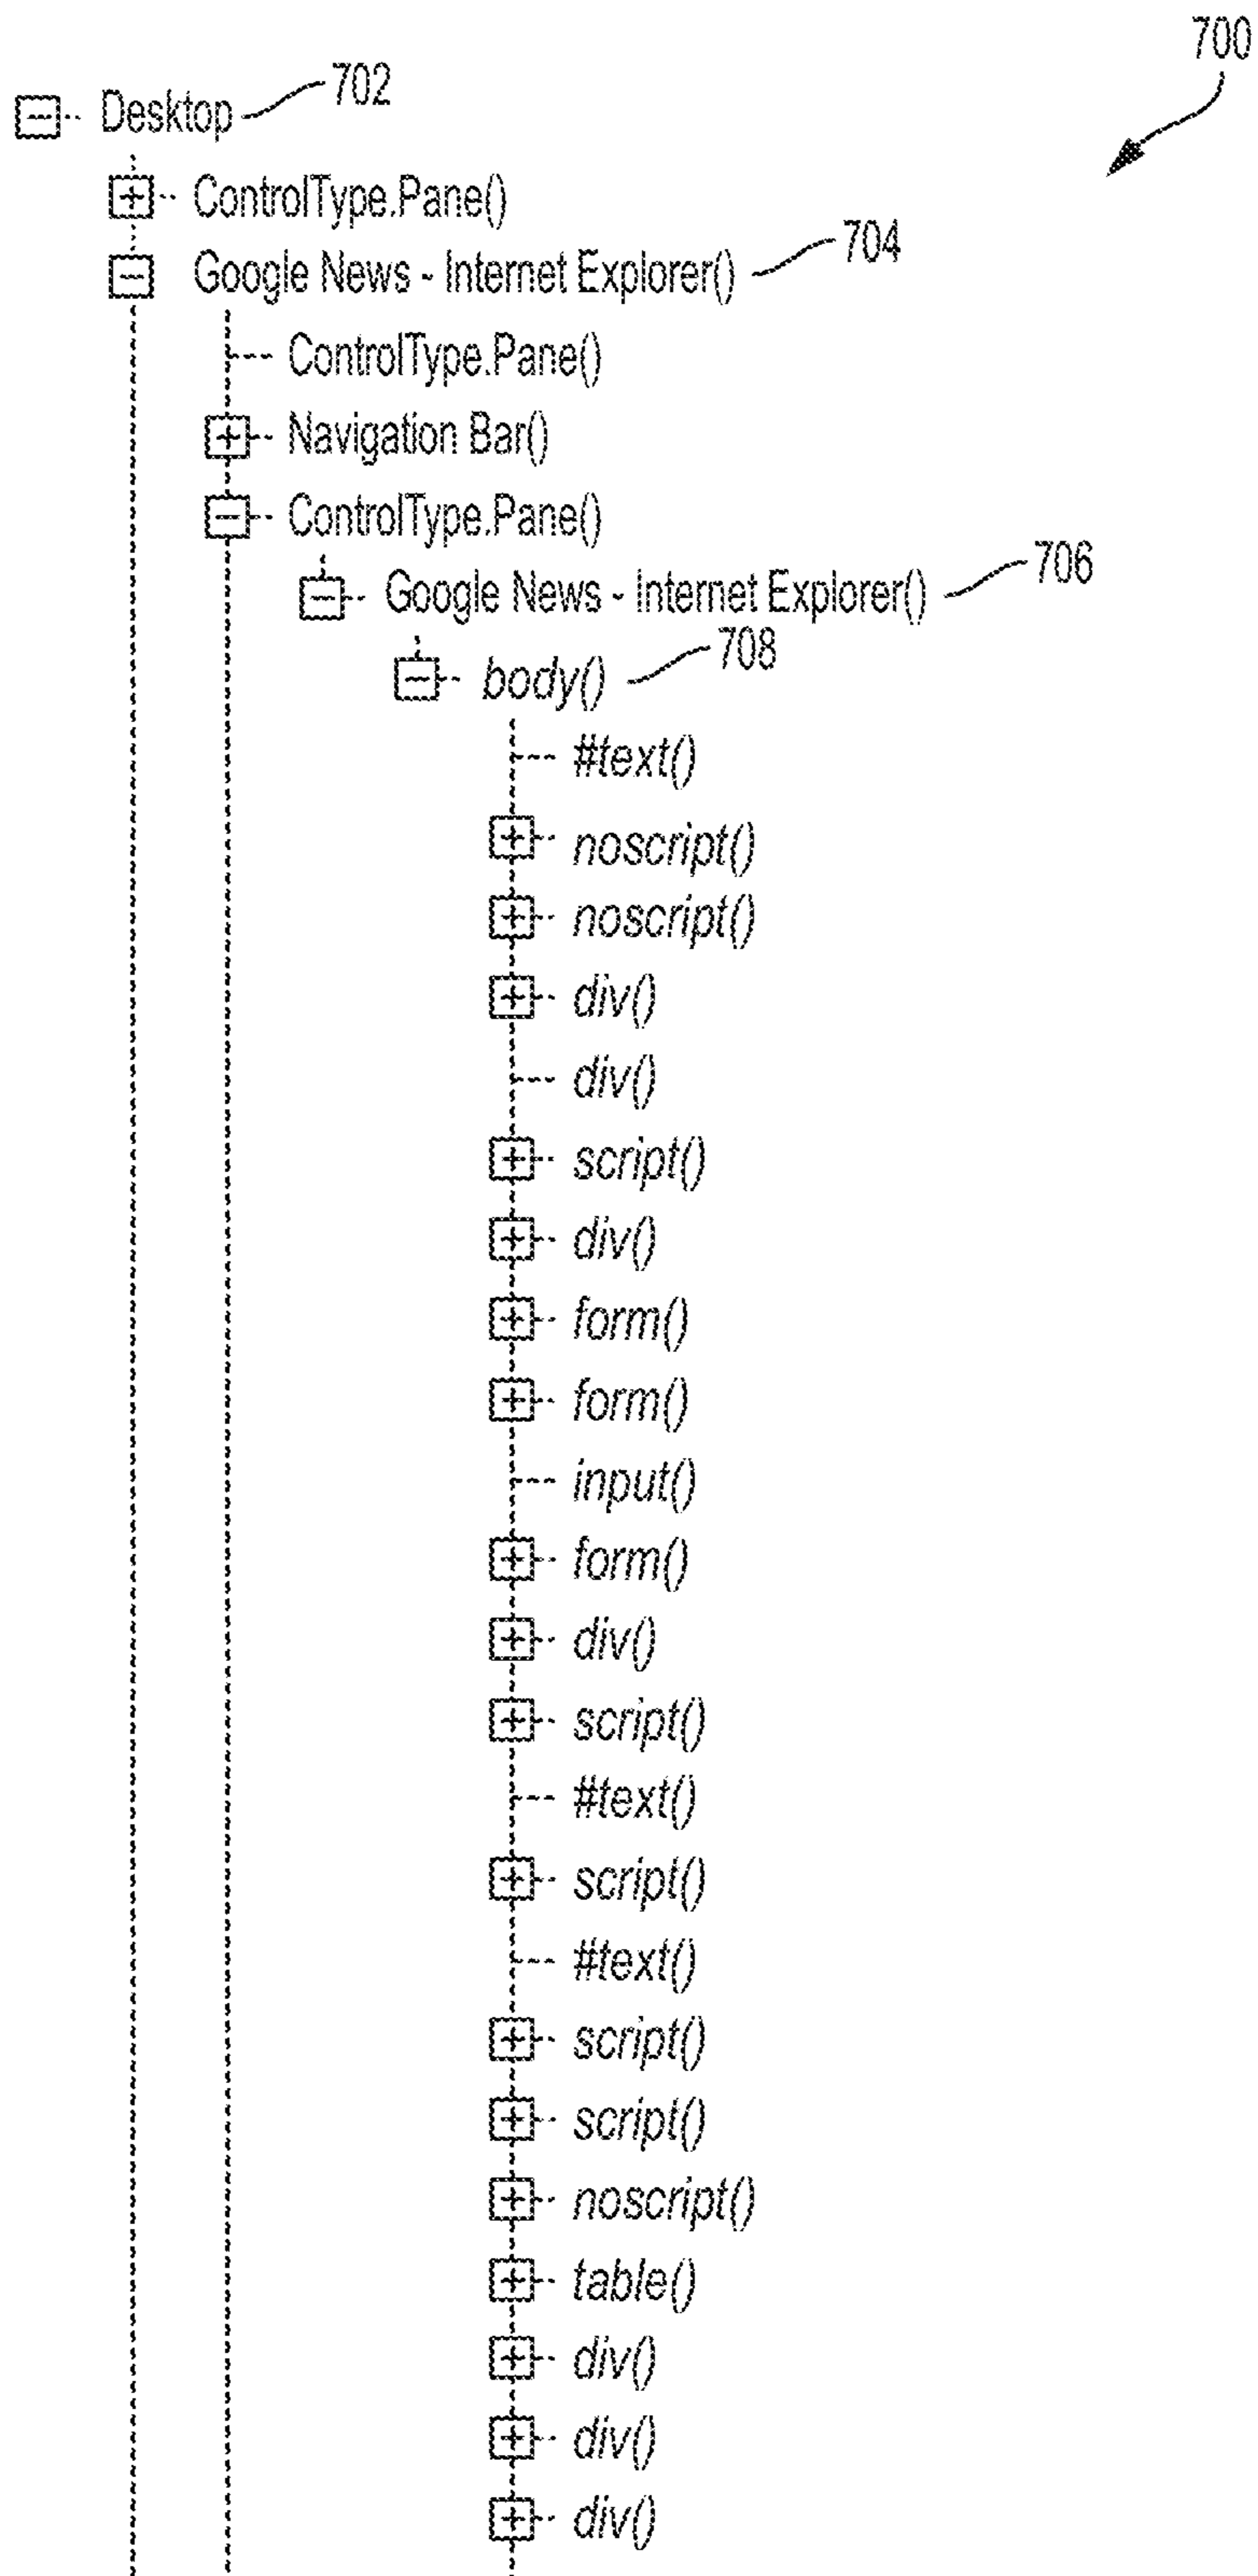 700
Desktop 702
ControlType.Pane()
Google News - Internet Explorer() 704
ControlType.Pane()
Navigation Bar()
ControlType.Pane()
Google News - Internet Explorer() 706
body() 708
#text()
noscript()
noscript()
div()
div()
script()
div()
form()
form()
input()
form()
div()
script()
#text()
script()
#text()
script()
script()
noscript()
table()
div()
div()
div()